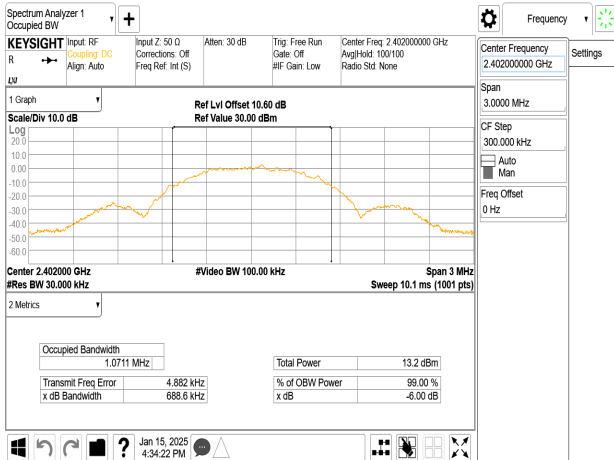 Spectrum Analyzer 1
Occupied BW
Frequency
KEYSIGHT
R
Input: RF
Coupling: DC
Align: Auto
Input Z: 50 Ω
Corrections: Off
Freq Ref: Int (S)
Atten: 30 dB
Trig: Free Run
Gate: Off
#IF Gain: Low
Center Freq: 2.402000000 GHz
Avg|Hold: 100/100
Radio Std: None
Center Frequency
2.402000000 GHz
Settings
Span
3.0000 MHz
CF Step
300.000 kHz
Auto
Man
Freq Offset
0 Hz
1 Graph
Scale/Div 10.0 dB
Ref Lvl Offset 10.60 dB
Ref Value 30.00 dBm
Log
20.0
10.0
0.00
-10.0
-20.0
-30.0
-40.0
-50.0
-60.0
Center 2.402000 GHz
#Video BW 100.00 kHz
Span 3 MHz
#Res BW 30.000 kHz
Sweep 10.1 ms (1001 pts)
2 Metrics
Occupied Bandwidth
1.0711 MHz
Total Power 13.2 dBm
Transmit Freq Error 4.882 kHz
% of OBW Power 99.00 %
x dB Bandwidth 688.6 kHz
x dB -6.00 dB
?
Jan 15, 2025
4:34:22 PM